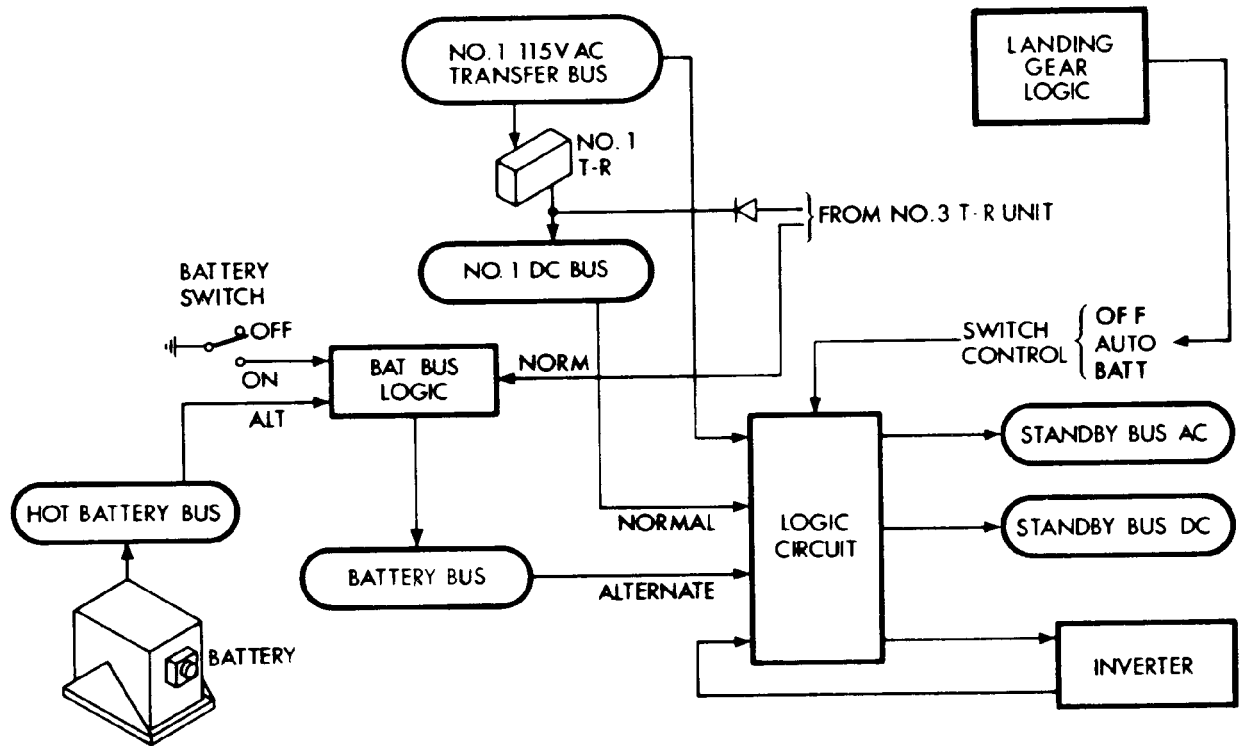 NO. 1 115V AC
TRANSFER BUS
LANDING
GEAR
LOGIC
NO. 1
T-R
FROM NO. 3 T-R UNIT
NO. 1 DC BUS
BATTERY
SWITCH
OFF
ON
BAT BUS
LOGIC
NORM
ALT
SWITCH
CONTROL
OFF
AUTO
BATT
STANDBY BUS AC
HOT BATTERY BUS
NORMAL
LOGIC
CIRCUIT
STANDBY BUS DC
BATTERY BUS
ALTERNATE
BATTERY
INVERTER